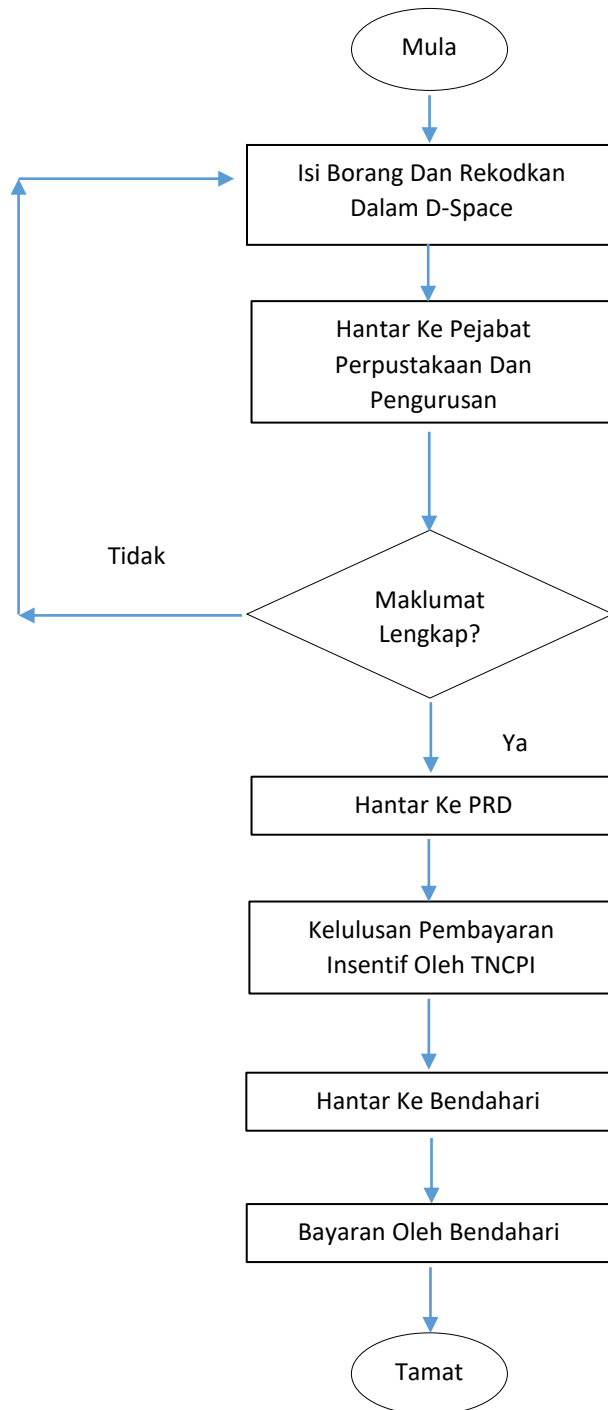 Mula
Isi Borang Dan Rekodkan
Dalam D-Space
Hantar Ke Pejabat
Perpustakaan Dan
Pengurusan
Tidak
Maklumat
Lengkap?
Ya
Hantar Ke PRD
Kelulusan Pembayaran
Insentif Oleh TNCPI
Hantar Ke Bendahari
Bayaran Oleh Bendahari
Tamat